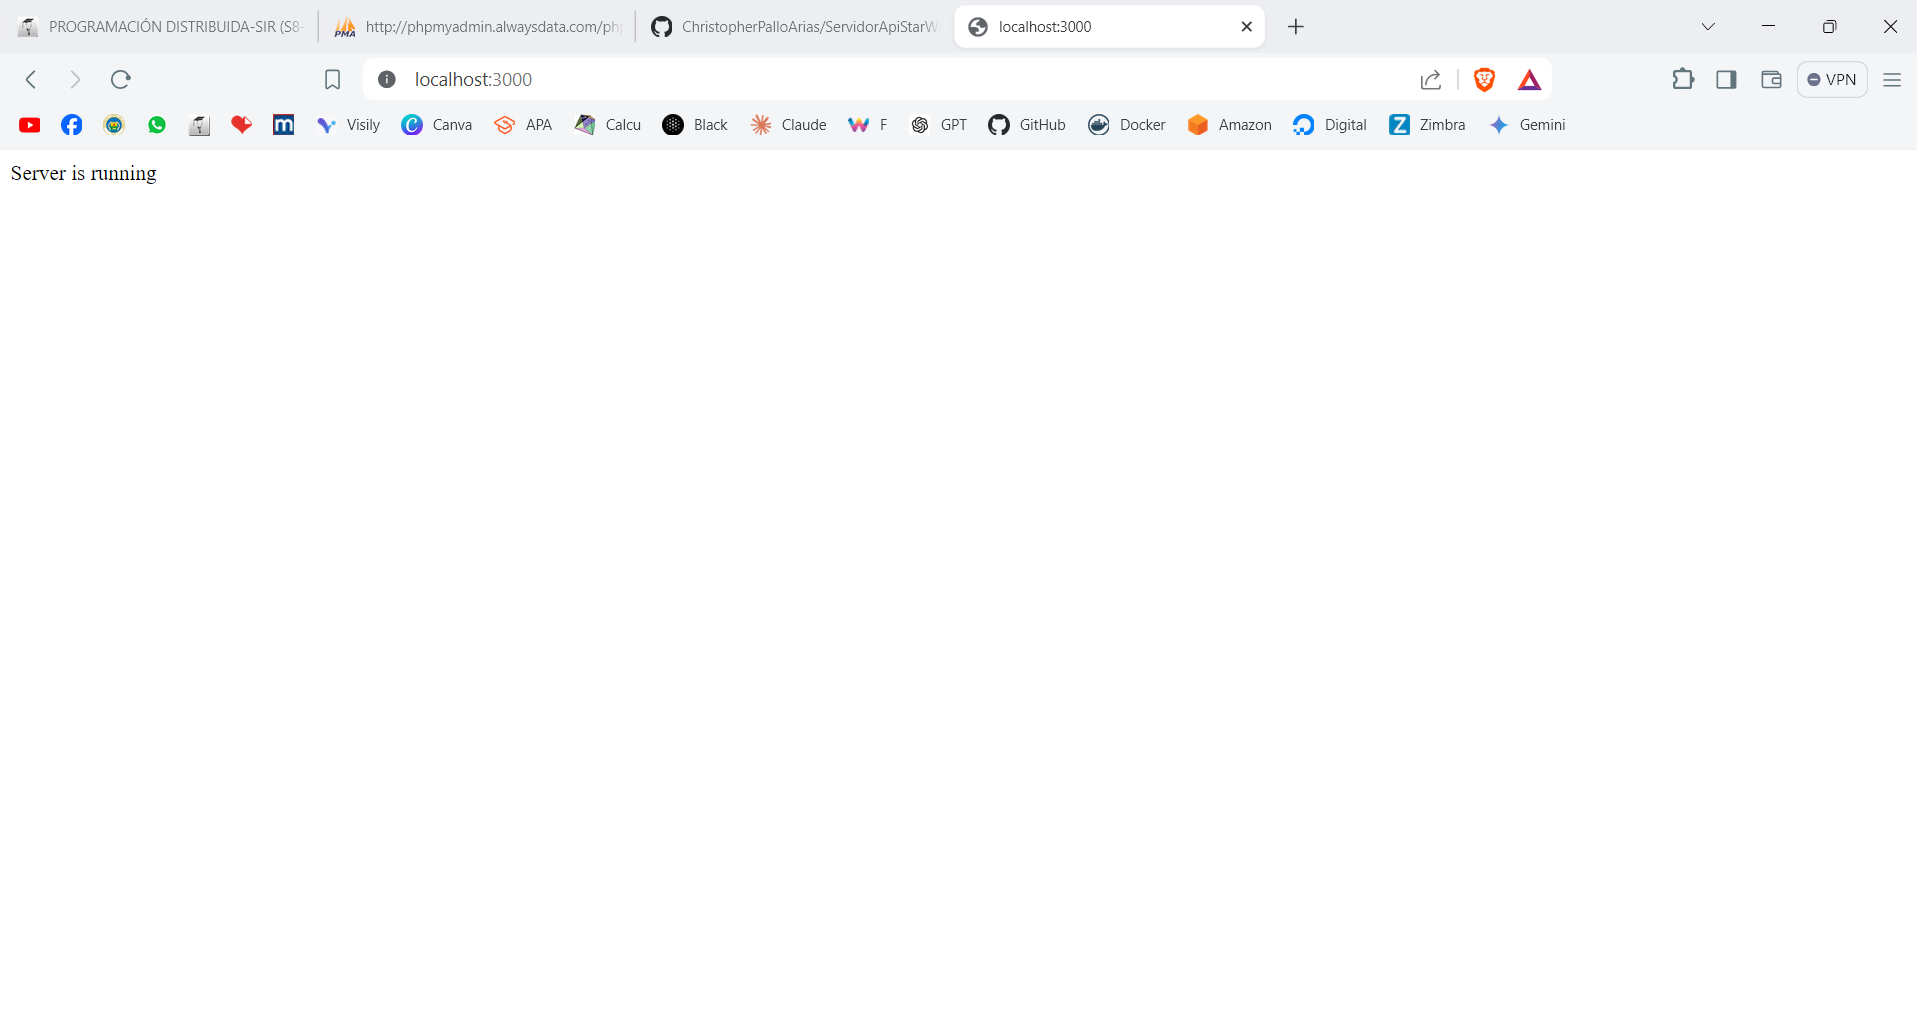 PROGRAMACIÓN DISTRIBUIDA-SIR (S8-
http://phpmyadmin.alwaysdata.com/ph
ChristopherPalloArias/ServidorApiStarW
localhost:3000
localhost:3000
VPN
Visily Canva APA Calcu Black Claude F GPT GitHub Docker Amazon Digital Zimbra Gemini
Server is running